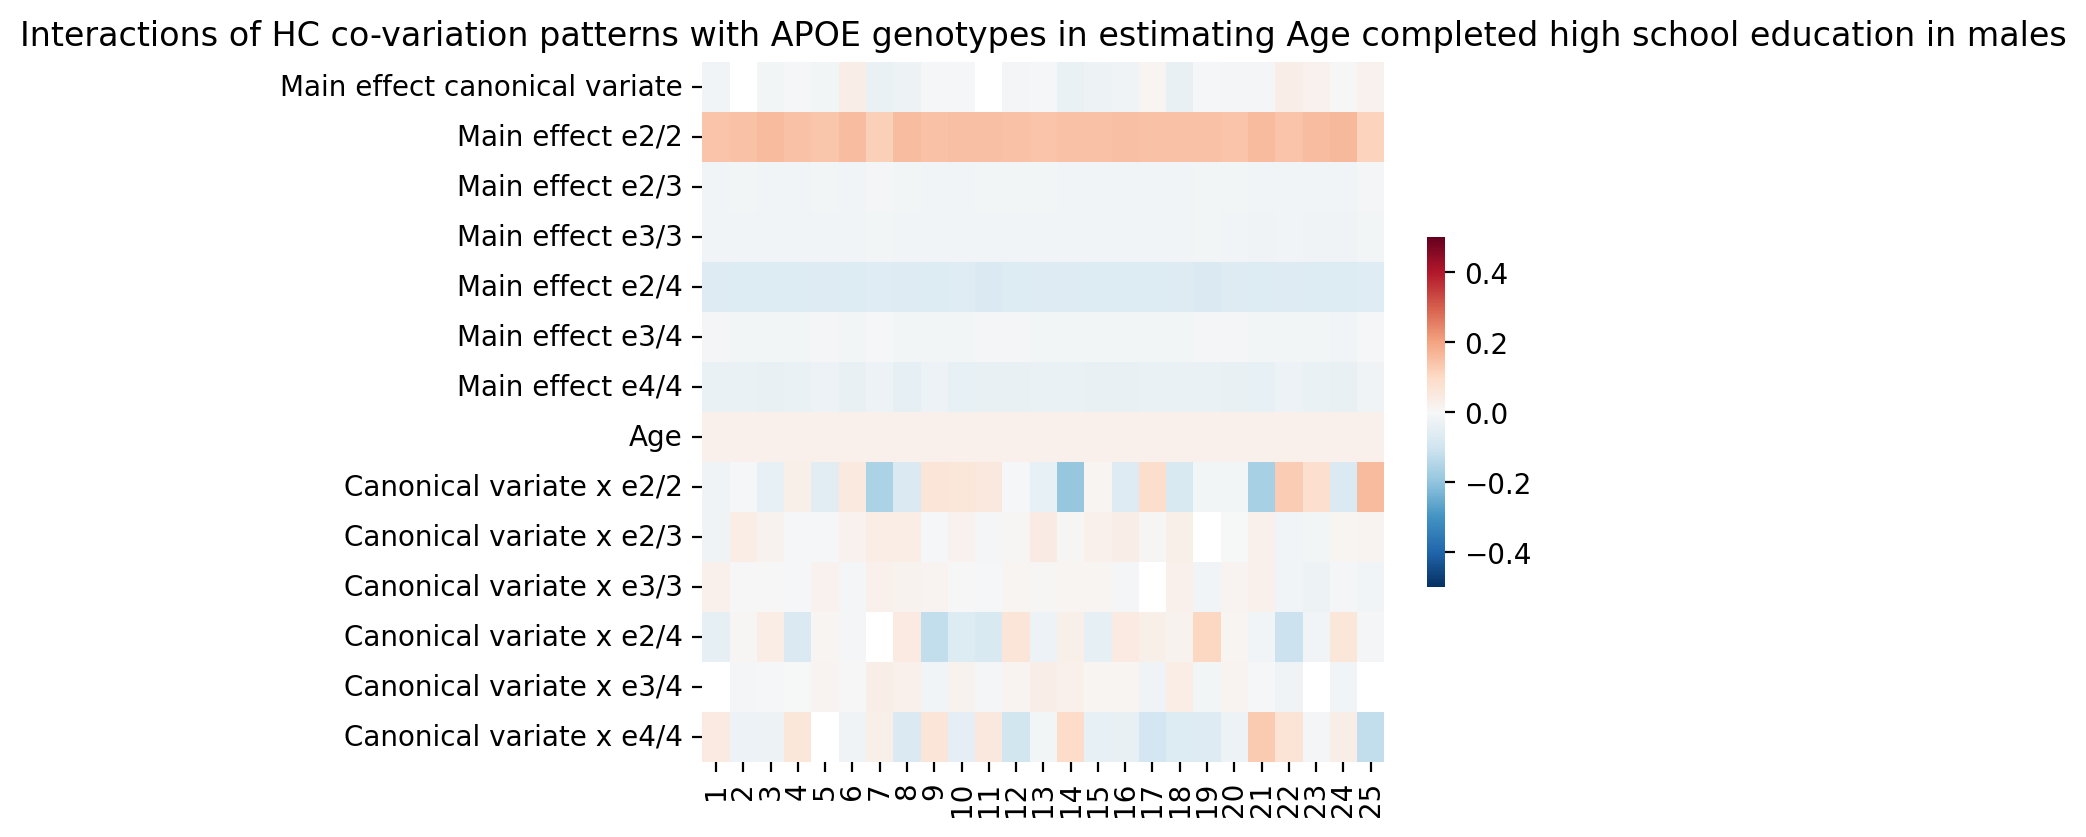 Interactions of HC co-variation patterns with APOE genotypes in estimating Age completed high school education in males
Main effect canonical variate
Main effect e2/2
Main effect e2/3
Main effect e3/3
Main effect e2/4
Main effect e3/4
Main effect e4/4
Age
Canonical variate x e2/2
Canonical variate x e2/3
Canonical variate x e3/3
Canonical variate x e2/4
Canonical variate x e3/4
Canonical variate x e4/4
1 2 3 4 5 6 7 8 9 10 11 12 13 14 15 16 17 18 19 20 21 22 23 24 25
0.4
0.2
0.0
−0.2
−0.4